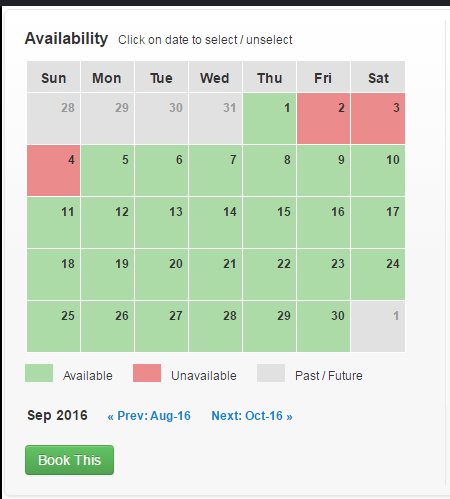 Availability Click on date to select / unselect
Sun Mon Tue Wed Thu Fri Sat
28 29 30 31 1 2 3
4 5 6 7 8 9 10
11 12 13 14 15 16 17
18 19 20 21 22 23 24
25 26 27 28 29 30 1
Available Unavailable Past / Future
Sep 2016 « Prev: Aug-16 Next: Oct-16 »
Book This